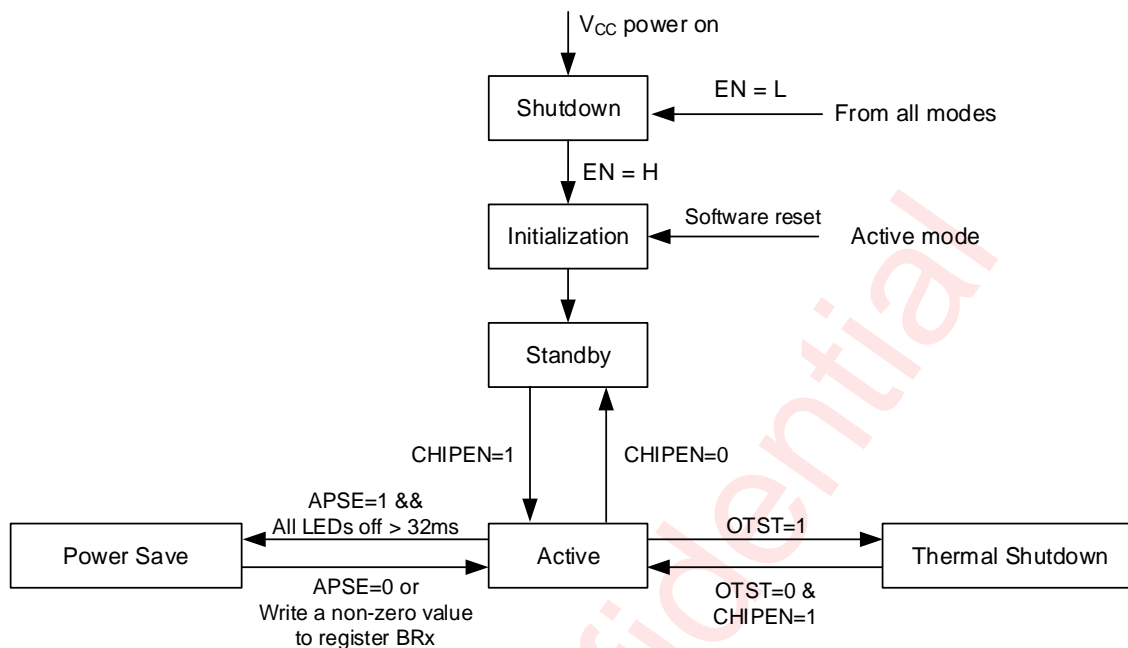 V_CC power on
Shutdown
EN = L
From all modes
EN = H
Initialization
Software reset
Active mode
Standby
CHIPEN=1
CHIPEN=0
APSE=1 &&
All LEDs off > 32ms
OTST=1
Power Save
Active
Thermal Shutdown
APSE=0 or
Write a non-zero value
to register BRx
OTST=0 &
CHIPEN=1
fidential